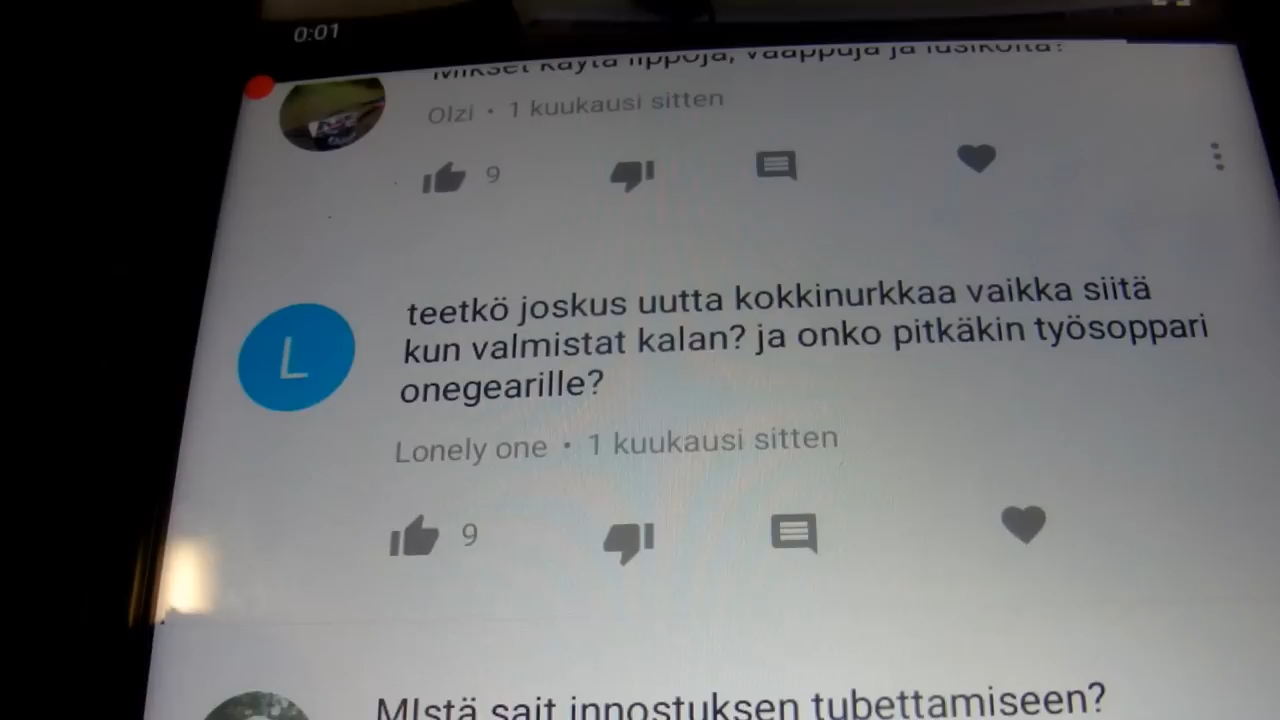 0:01
Mikset käytä lippoja, vaappuja ja lusikoita?
Olzi • 1 kuukausi sitten
9
teetkö joskus uutta kokkinurkkaa vaikka siitä
kun valmistat kalan? ja onko pitkäkin työsoppari
onegearille?
L
Lonely one • 1 kuukausi sitten
9
MIstä sait innostuksen tubettamiseen?